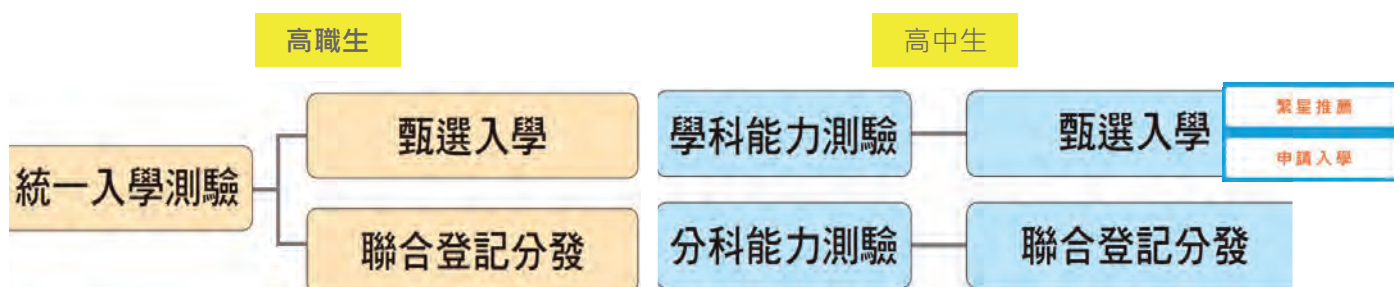 高職生
高中生
統一入學測驗
甄選入學
聯合登記分發
學科能力測驗
甄選入學
繁星推薦
申請入學
分科能力測驗
聯合登記分發